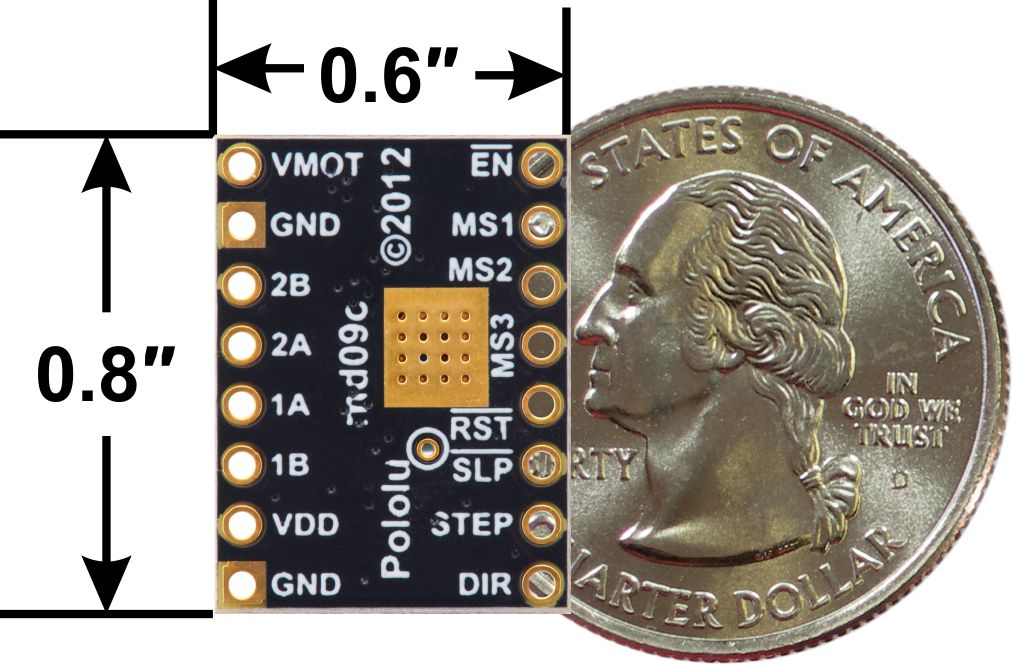 0.6″
0.8″
VMOT
GND
2B
2A
1A
1B
VDD
GND
©2012
md09c
Pololu
EN
MS1
MS2
MS3
RST
SLP
STEP
DIR
STATES OF AMERICA
IN
GOD WE
TRUST
D
RTY
ARTER DOLLAR